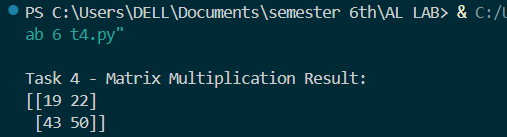 PS C:\Users\DELL\Documents\semester 6th\AL LAB> & C:/
ab 6 t4.py"
Task 4 - Matrix Multiplication Result:
[[19 22]
 [43 50]]